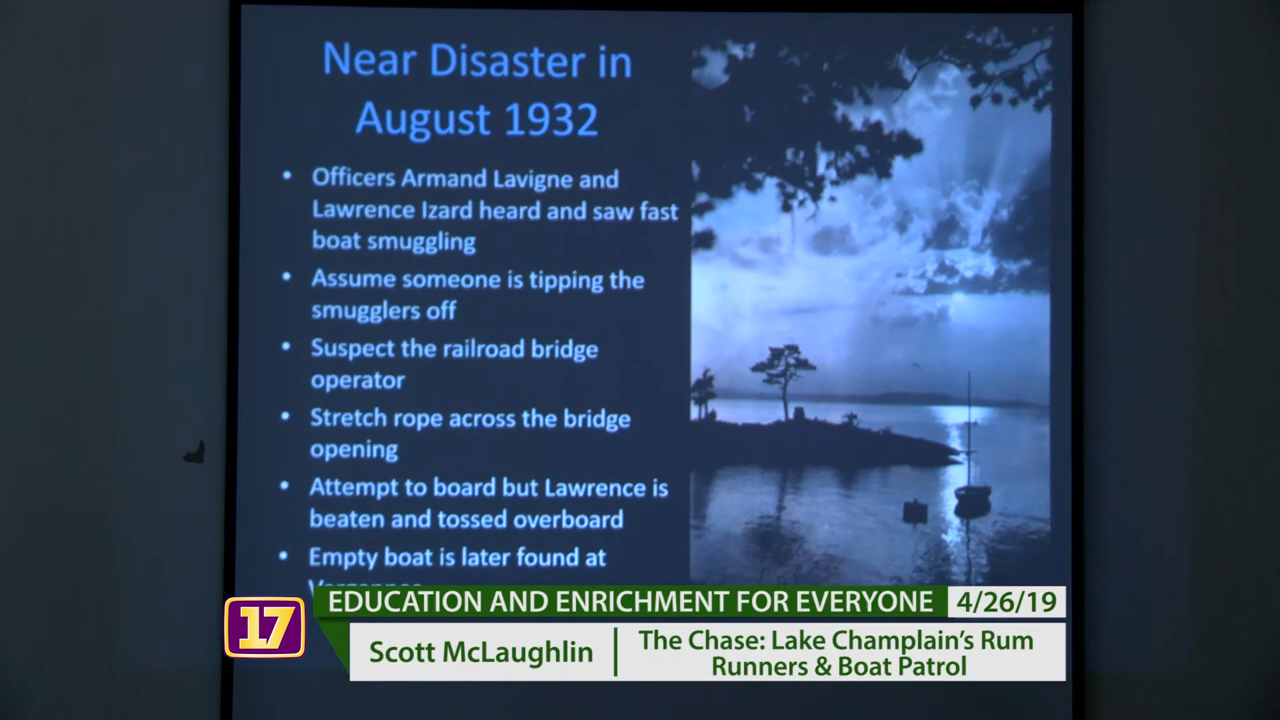 Near Disaster in
August 1932
• Officers Armand Lavigne and
Lawrence Izard heard and saw fast
boat smuggling
• Assume someone is tipping the
smugglers off
• Suspect the railroad bridge
operator
• Stretch rope across the bridge
opening
• Attempt to board but Lawrence is
beaten and tossed overboard
• Empty boat is later found at
17
EDUCATION AND ENRICHMENT FOR EVERYONE 4/26/19
Scott McLaughlin
The Chase: Lake Champlain's Rum
Runners & Boat Patrol